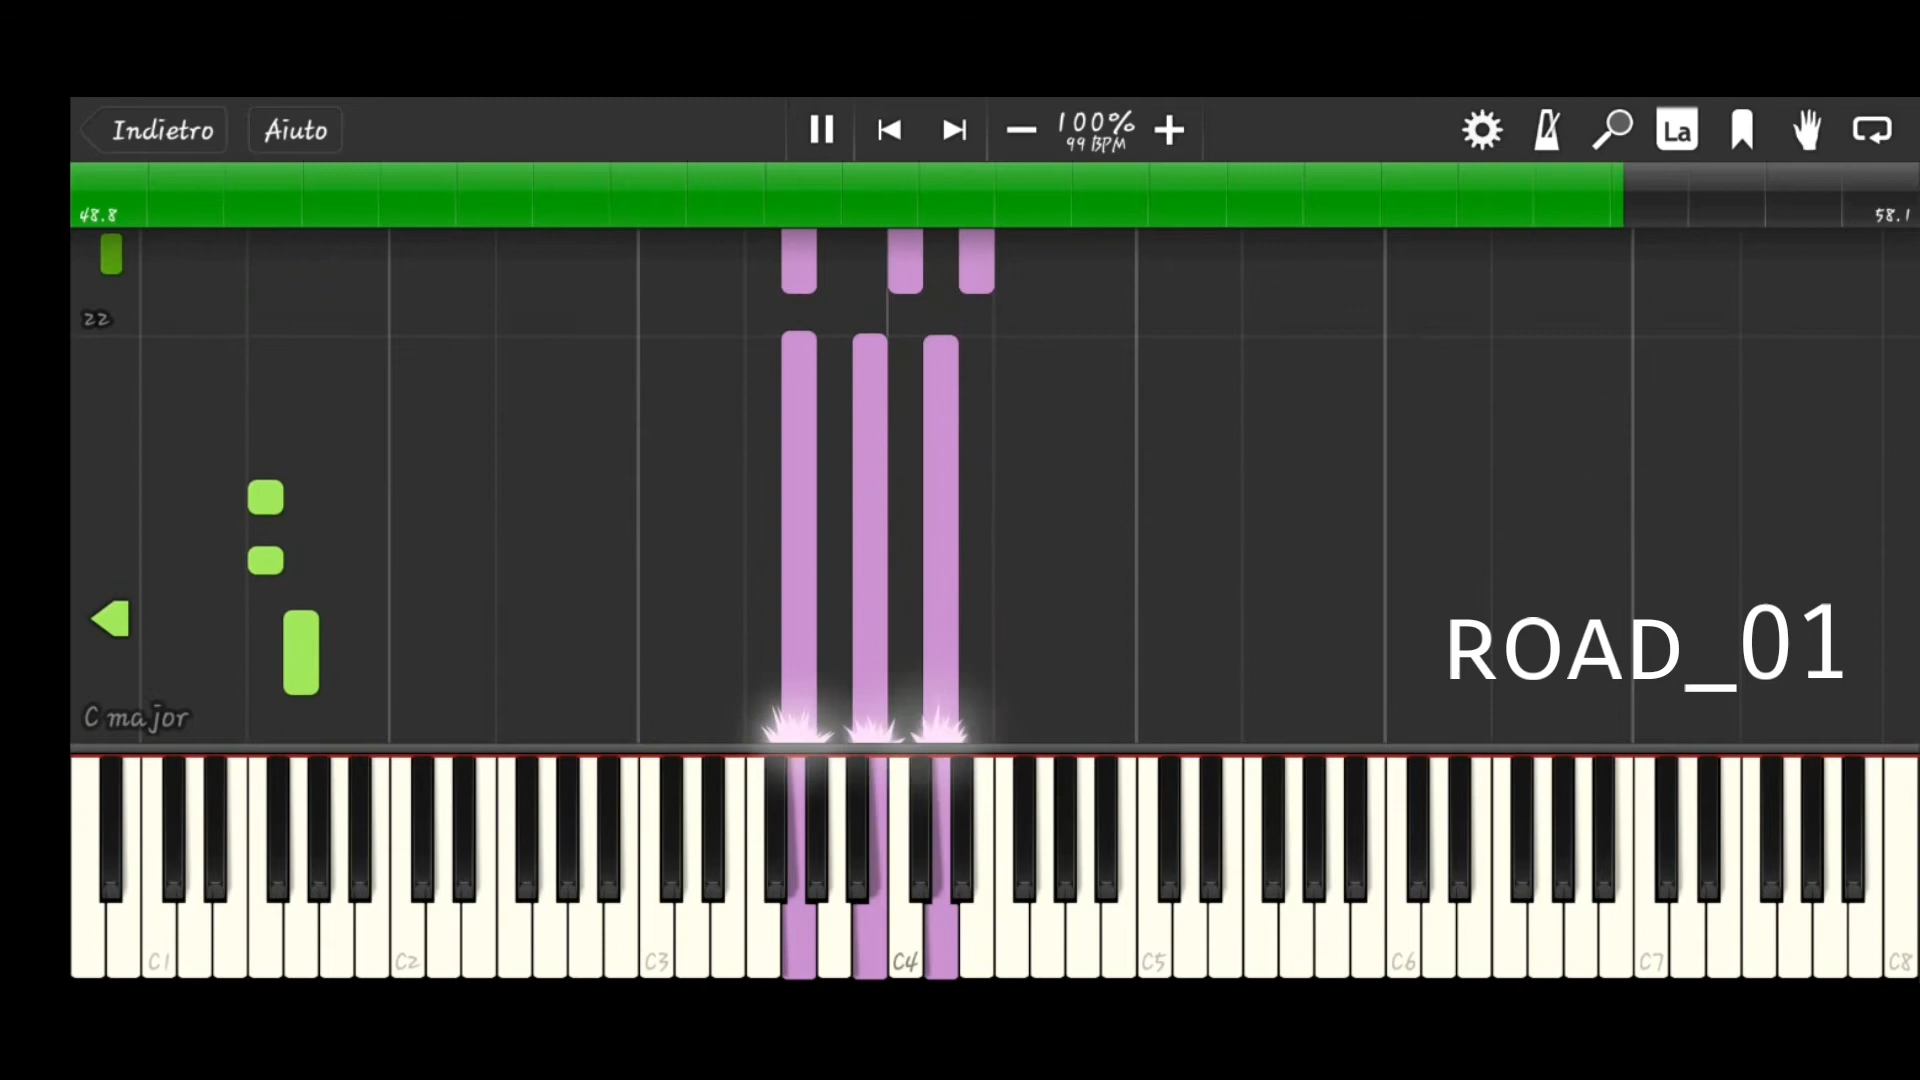 Indietro Aiuto 100% La
99 BPM
48.8 58.1
22
ROAD_01
C major
C1 C2 C3 C4 C5 C6 C7 C8